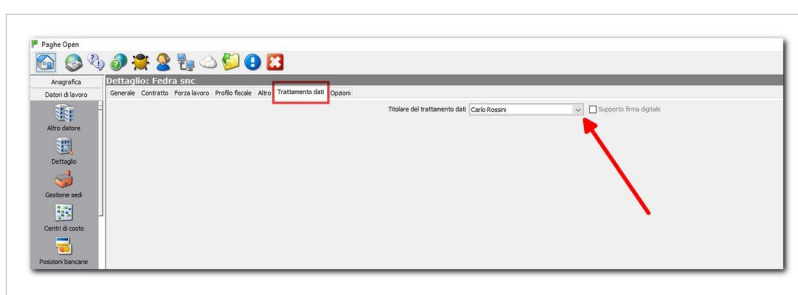 Paghe Open
Anagrafica
Datori di lavoro
Altro datore
Dettaglio
Gestione sedi
Centri di costo
Posizioni bancarie
Dettaglio: Fedra snc
Generale Contratto Forza lavoro Profilo fiscale Altro Trattamento dati Opzioni
Titolare del trattamento dati Carlo Rossini Supporto firma digitale